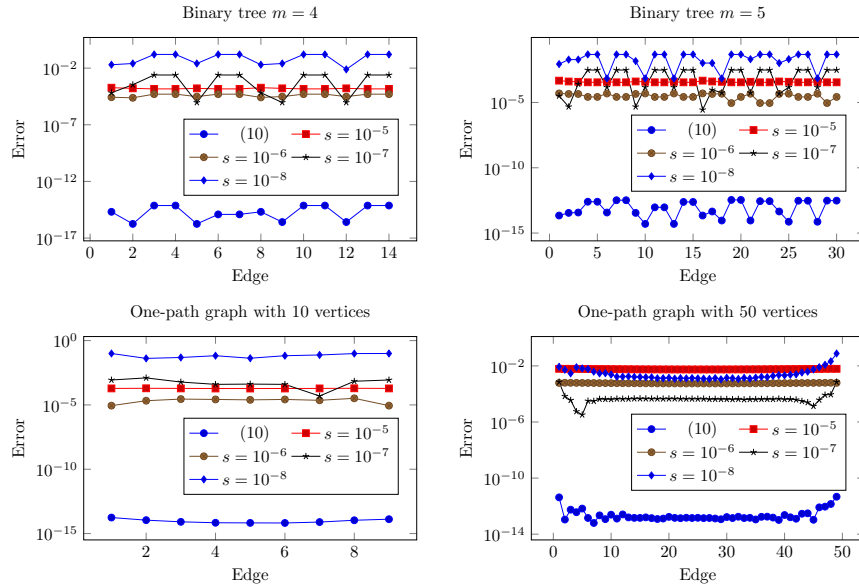 Binary tree m = 4
10^{-2}
10^{-7}
10^{-12}
10^{-17}
Error
0 2 4 6 8 10 12 14
Edge
(10) s = 10^{-5}
s = 10^{-6} s = 10^{-7}
s = 10^{-8}
Binary tree m = 5
10^{-5}
10^{-10}
10^{-15}
Error
0 5 10 15 20 25 30
Edge
(10) s = 10^{-5}
s = 10^{-6} s = 10^{-7}
s = 10^{-8}
One-path graph with 10 vertices
10^{0}
10^{-5}
10^{-10}
10^{-15}
Error
2 4 6 8
Edge
(10) s = 10^{-5}
s = 10^{-6} s = 10^{-7}
s = 10^{-8}
One-path graph with 50 vertices
10^{-2}
10^{-6}
10^{-10}
10^{-14}
Error
0 10 20 30 40 50
Edge
(10) s = 10^{-5}
s = 10^{-6} s = 10^{-7}
s = 10^{-8}